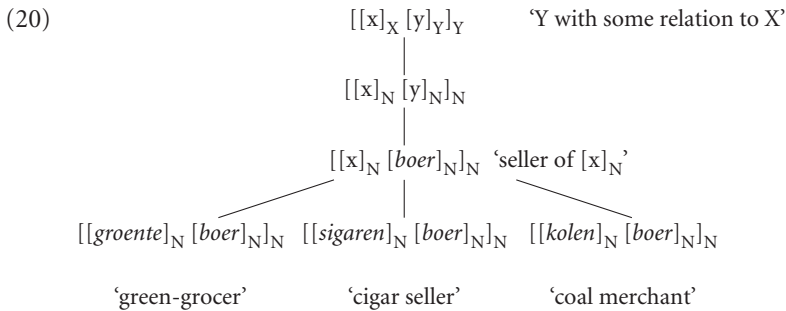 (20) [[x]X [y]Y]Y ‘Y with some relation to X’
[[x]N [y]N]N
[[x]N [boer]N]N ‘seller of [x]N’
[[groente]N [boer]N]N [[sigaren]N [boer]N]N [[kolen]N [boer]N]N
‘green-grocer’ ‘cigar seller’ ‘coal merchant’